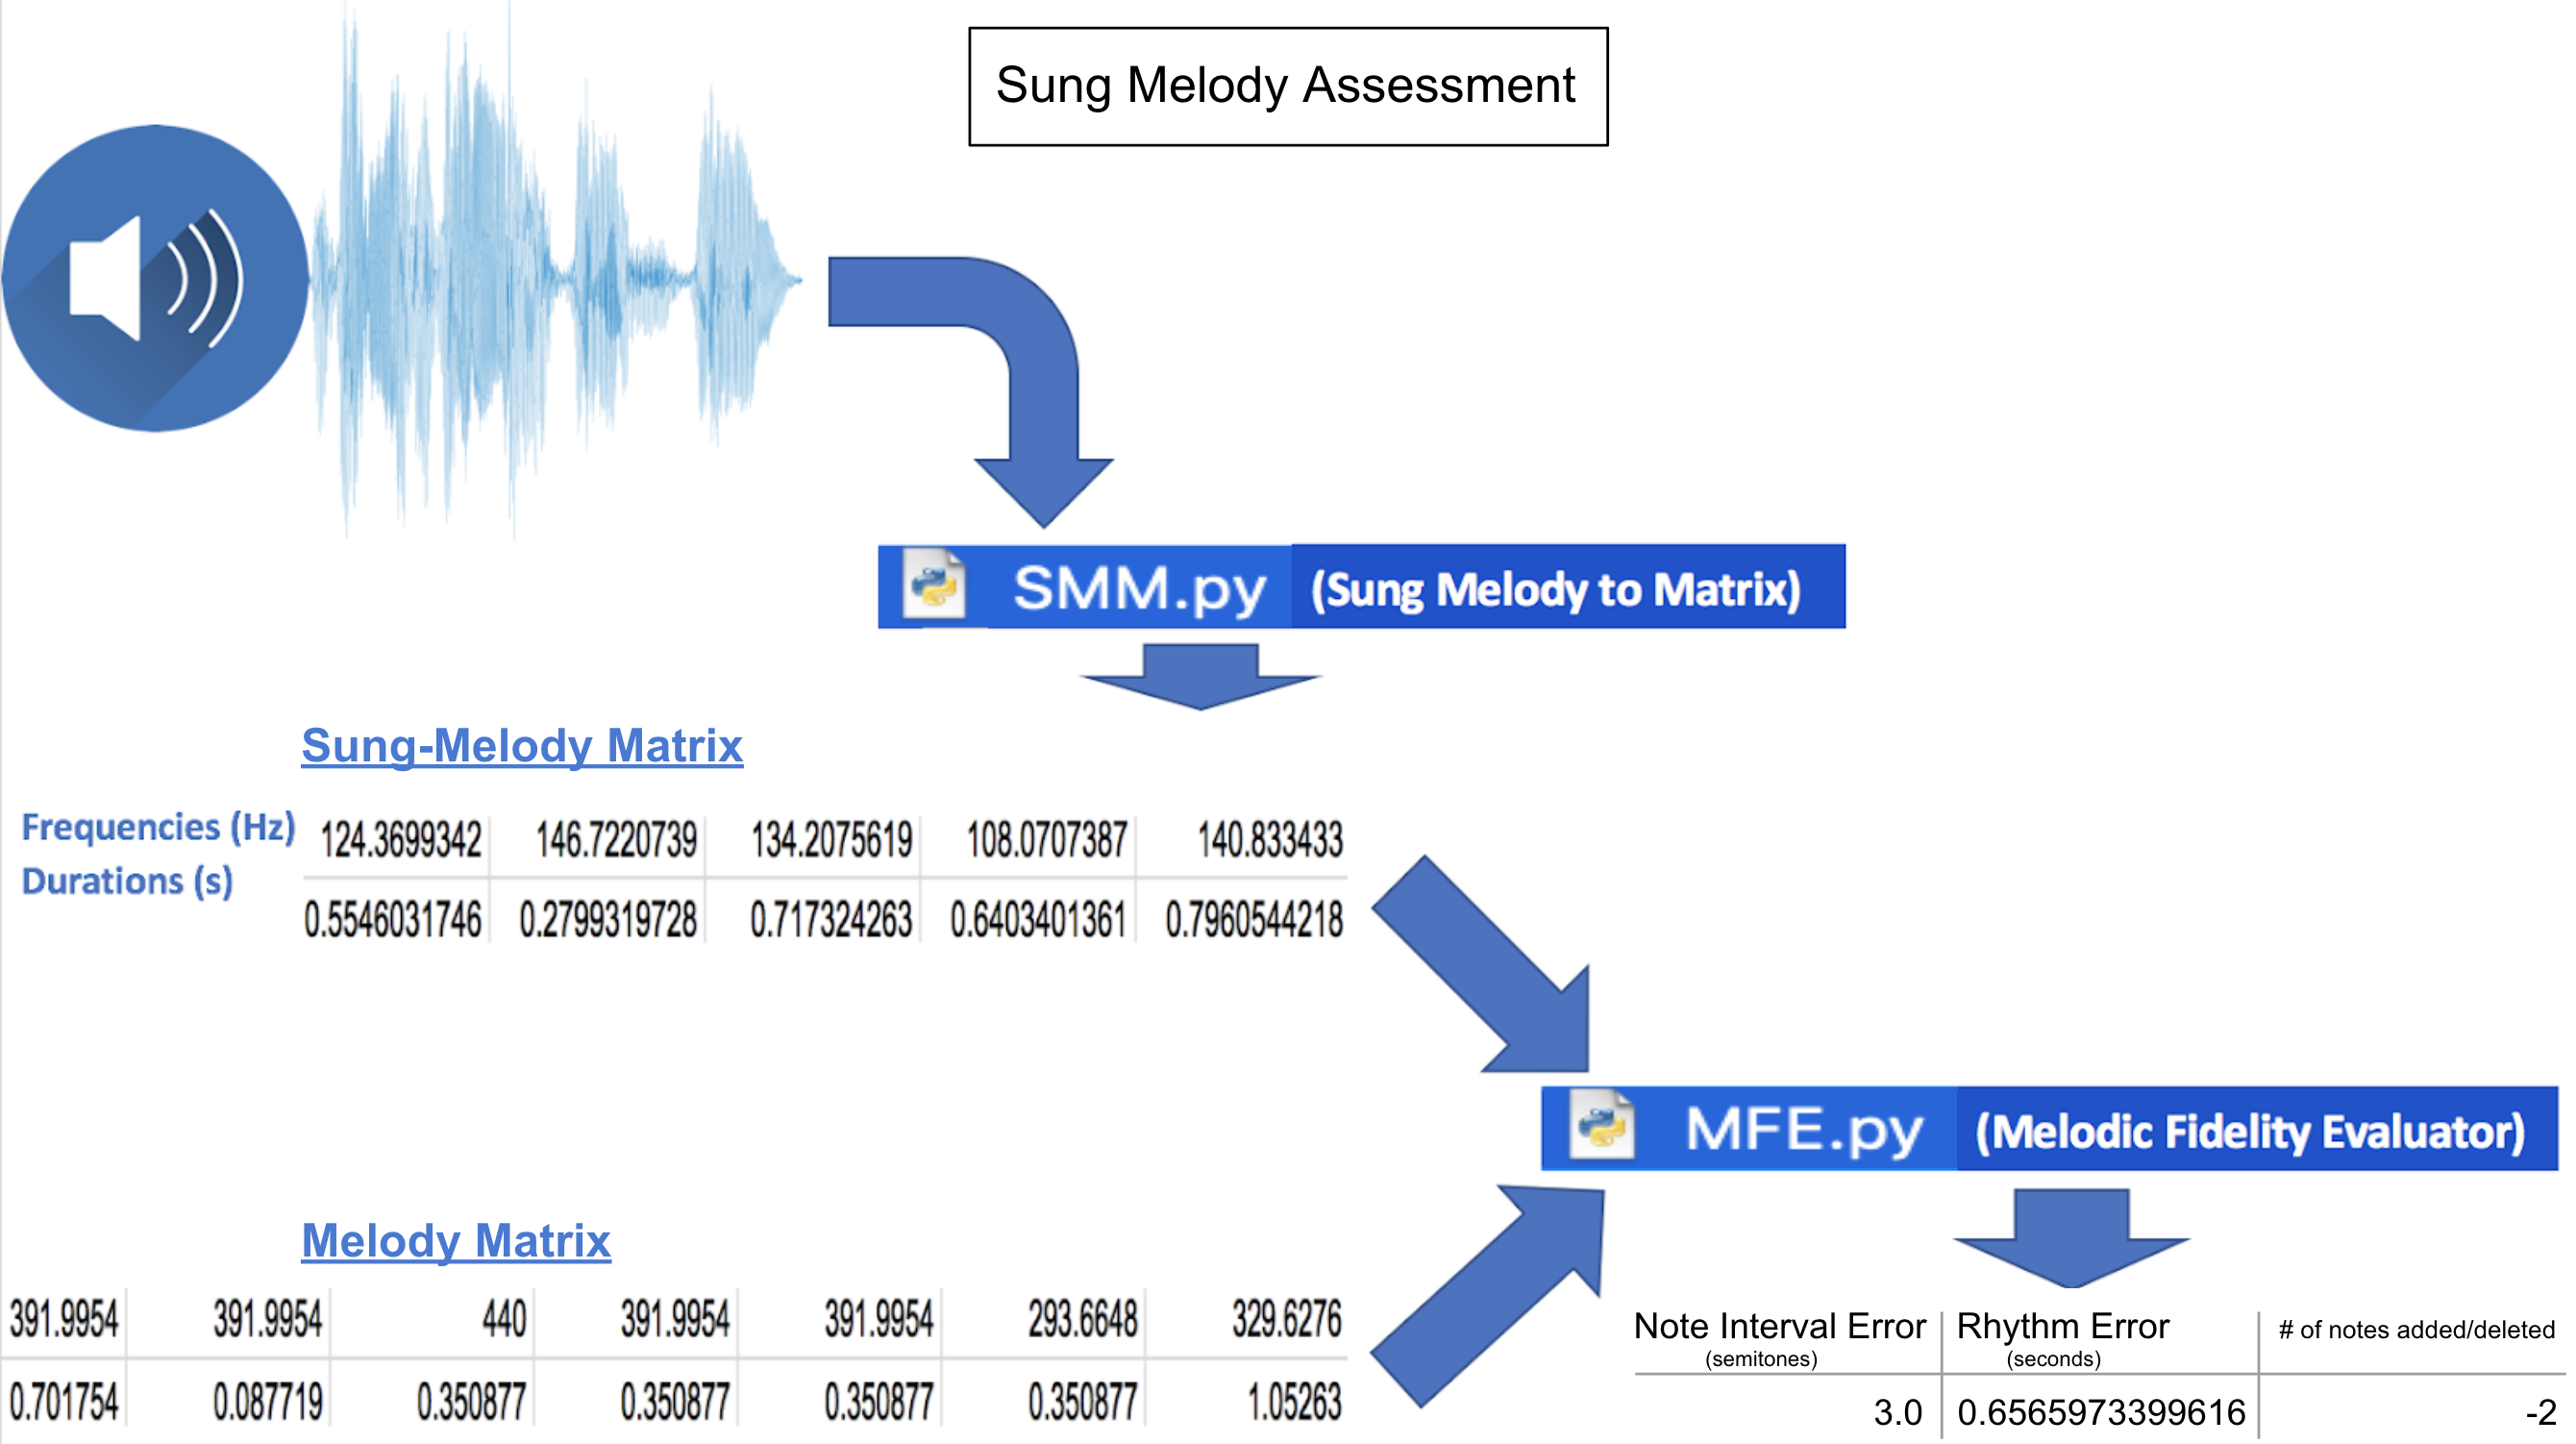 Sung Melody Assessment
SMM.py (Sung Melody to Matrix)
Sung-Melody Matrix
Frequencies (Hz) 124.3699342 146.7220739 134.2075619 108.0707387 140.833433
Durations (s) 0.5546031746 0.2799319728 0.717324263 0.6403401361 0.7960544218
MFE.py (Melodic Fidelity Evaluator)
Melody Matrix
391.9954 391.9954 440 391.9954 391.9954 293.6648 329.6276
0.701754 0.087719 0.350877 0.350877 0.350877 0.350877 1.05263
Note Interval Error Rhythm Error # of notes added/deleted
(semitones) (seconds)
3.0 0.6565973399616 -2